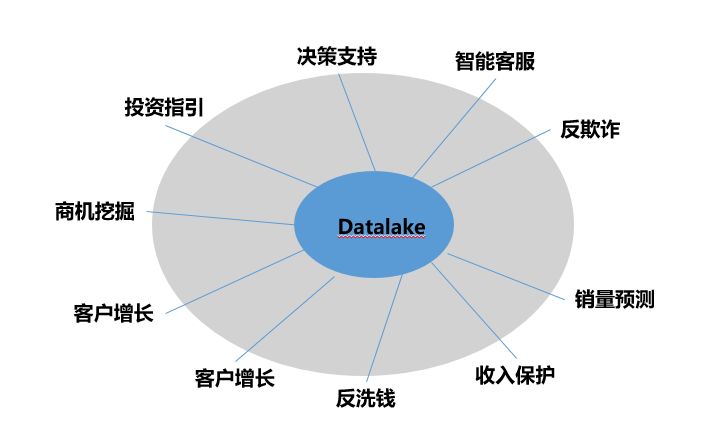 决策支持
智能客服
投资指引
反欺诈
商机挖掘
Datalake
销量预测
客户增长
客户增长
收入保护
反洗钱